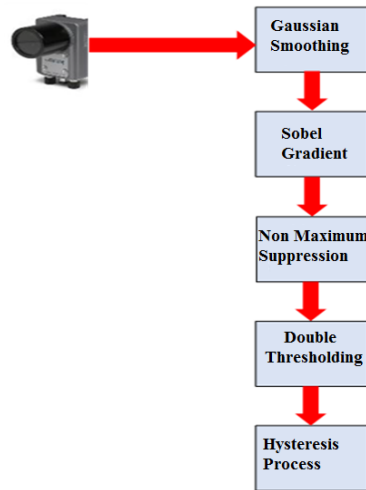 Gaussian
Smoothing
Sobel
Gradient
Non Maximum
Suppression
Double
Thresholding
Hysteresis
Process